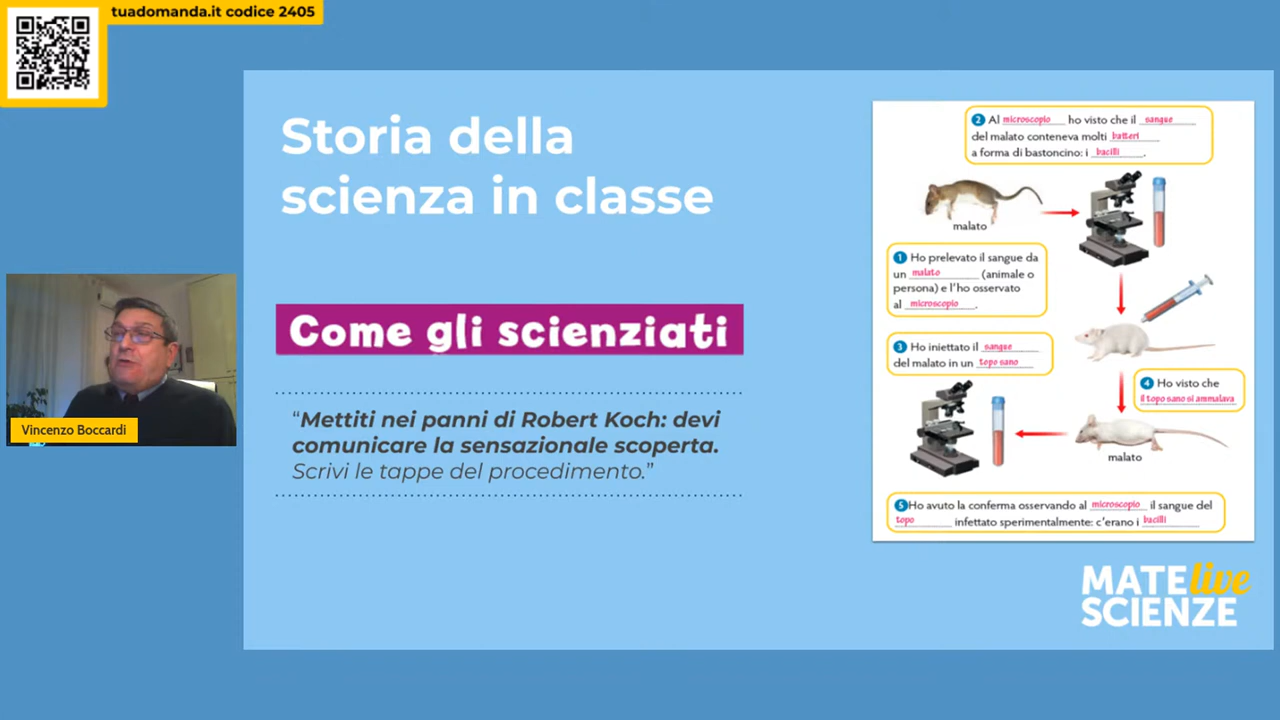 tuadomanda.it codice 2405
Storia della
scienza in classe
Come gli scienziati
“Mettiti nei panni di Robert Koch: devi
comunicare la sensazionale scoperta.
Scrivi le tappe del procedimento.”
Vincenzo Boccardi
2 Al microscopio ho visto che il sangue
del malato conteneva molti batteri
a forma di bastoncino: i bacilli.
malato
1 Ho prelevato il sangue da
un malato (animale o
persona) e l’ho osservato
al microscopio.
3 Ho iniettato il sangue
del malato in un topo sano
4 Ho visto che
il topo sano si ammalava
malato
5 Ho avuto la conferma osservando al microscopio il sangue del
topo infettato sperimentalmente: c’erano i bacilli
MATE live
SCIENZE